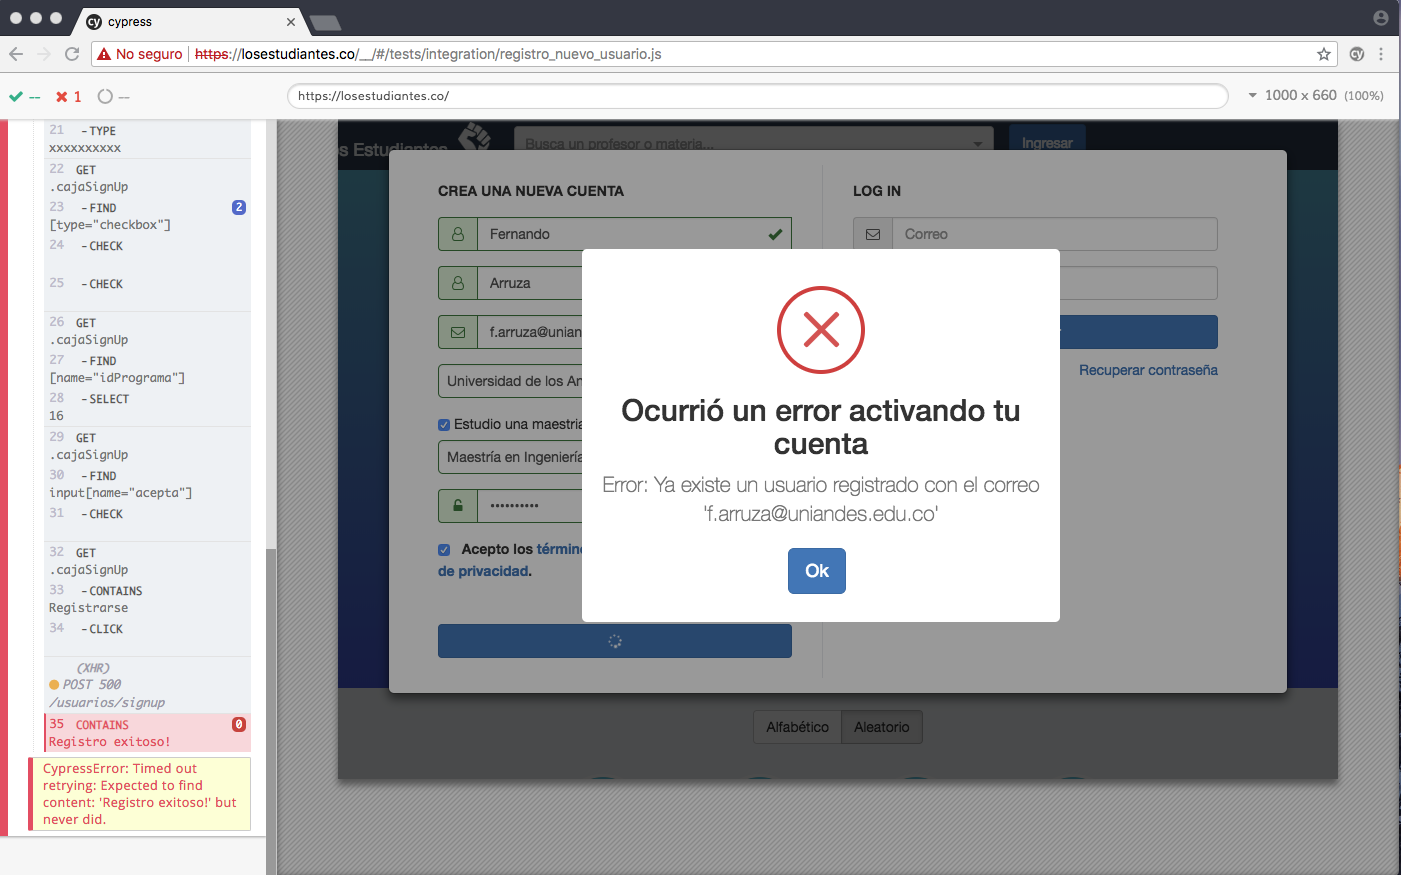 cypress
No seguro
https://losestudiantes.co/__/#/tests/integration/registro_nuevo_usuario.js
--
1
--
https://losestudiantes.co/
1000 x 660 (100%)
21 -TYPE
xxxxxxxxxx
22 GET
.cajaSignUp
23 -FIND 2
[type="checkbox"]
24 -CHECK
25 -CHECK
26 GET
.cajaSignUp
27 -FIND
[name="idPrograma"]
28 -SELECT
16
29 GET
.cajaSignUp
30 -FIND
input[name="acepta"]
31 -CHECK
32 GET
.cajaSignUp
33 -CONTAINS
Registrarse
34 -CLICK
(XHR)
POST 500
/usuarios/signup
35 CONTAINS 0
Registro exitoso!
CypressError: Timed out
retrying: Expected to find
content: 'Registro exitoso!' but
never did.
os Estudiantes
Busca un profesor o materia...
Ingresar
CREA UNA NUEVA CUENTA
Fernando
Arruza
f.arruza@unian
Universidad de los An
Estudio una maestria
Maestría en Ingeniería
••••••••••
Acepto los términ
de privacidad.
LOG IN
Correo
Recuperar contraseña
Ocurrió un error activando tu
cuenta
Error: Ya existe un usuario registrado con el correo
'f.arruza@uniandes.edu.co'
Ok
Alfabético
Aleatorio